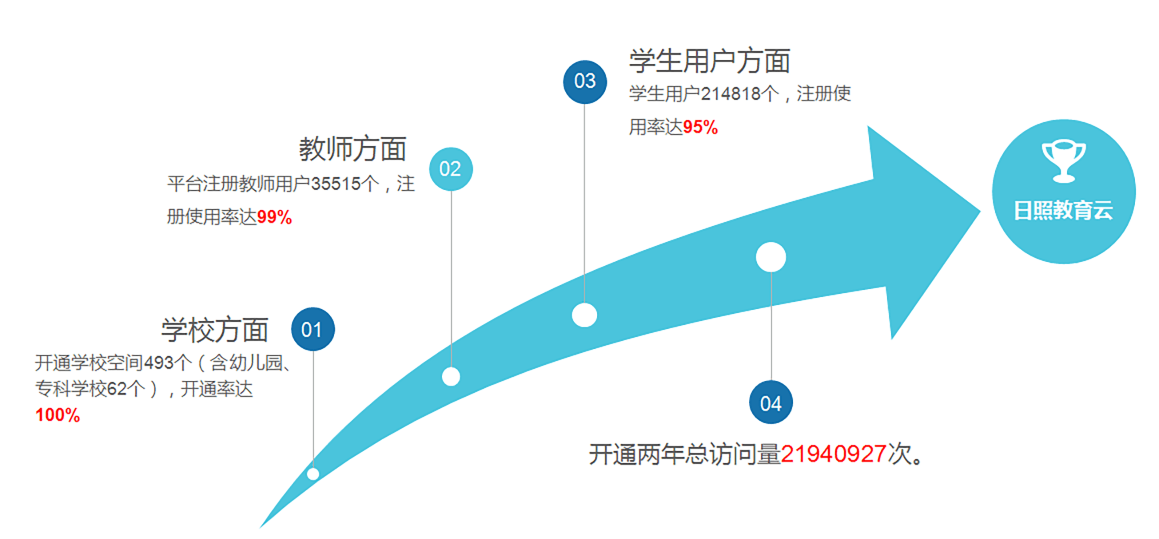 01
学校方面
开通学校空间493个（含幼儿园、
专科学校62个），开通率达
100%
02
教师方面
平台注册教师用户35515个，注
册使用率达99%
03
学生用户方面
学生用户214818个，注册使
用率达95%
04
开通两年总访问量21940927次。
日照教育云